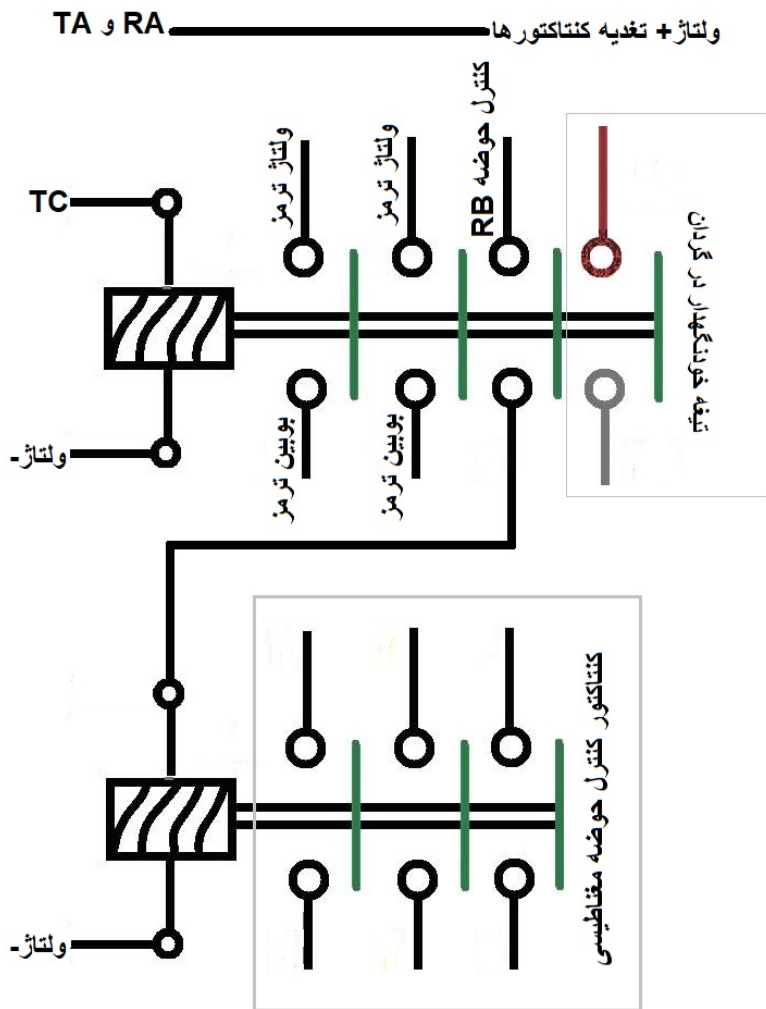 ولتاژ+ تغدیه کنتاکتورها RA و TA
ولتاژ ترمز
ولتاژ ترمز
کنترل حوضه RB
تیغه خودنگهدار در گردان
TC
ولتاژ-
بوبین ترمز
بوبین ترمز
کنتاکتور کنترل حوضه مغناطیسی
ولتاژ-